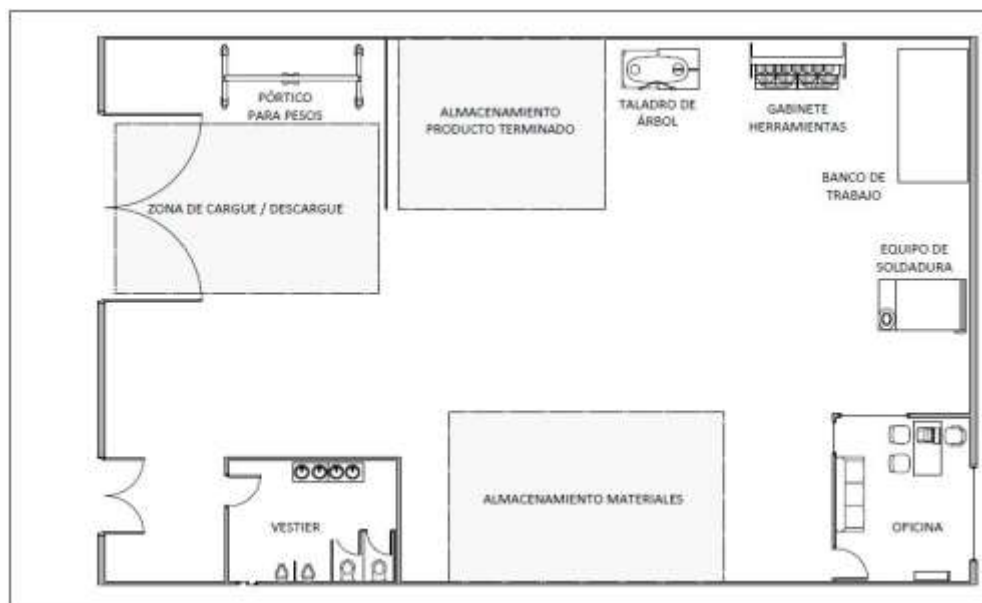 PÓRTICO
PARA PESOS
ALMACENAMIENTO
PRODUCTO TERMINADO
TALADRO DE
ÁRBOL
GABINETE
HERRAMIENTAS
BANCO DE
TRABAJO
ZONA DE CARGUE / DESCARGUE
EQUIPO DE
SOLDADURA
ALMACENAMIENTO MATERIALES
VESTIER
OFICINA